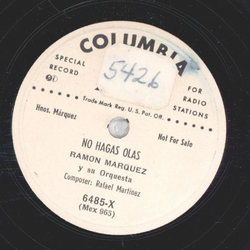 COLUMBIA
5426
SPECIAL RECORD
FOR RADIO STATIONS
Trade Mark Reg. U. S. Pat. Off.
Hnos. Márquez
Not For Sale
NO HAGAS OLAS
RAMON MARQUEZ
y su Orquesta
Composer: Rafael Martinez
6485-X
(Mex 965)